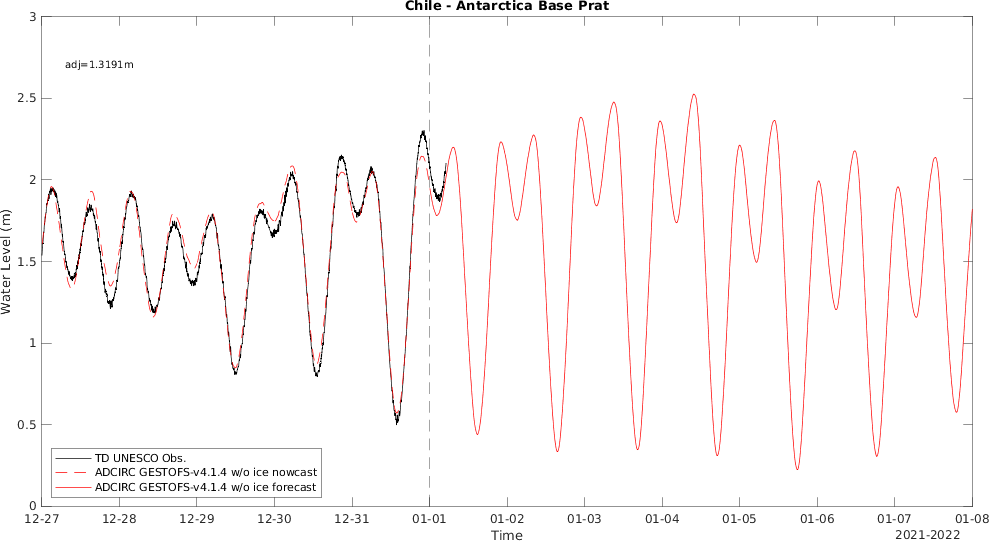 Chile - Antarctica Base Prat
3
adj=1.3191m
2.5
2
1.5
1
0.5
0
Water Level (m)
TD UNESCO Obs.
ADCIRC GESTOFS-v4.1.4 w/o ice nowcast
ADCIRC GESTOFS-v4.1.4 w/o ice forecast
12-27 12-28 12-29 12-30 12-31 01-01 01-02 01-03 01-04 01-05 01-06 01-07 01-08
Time
2021-2022